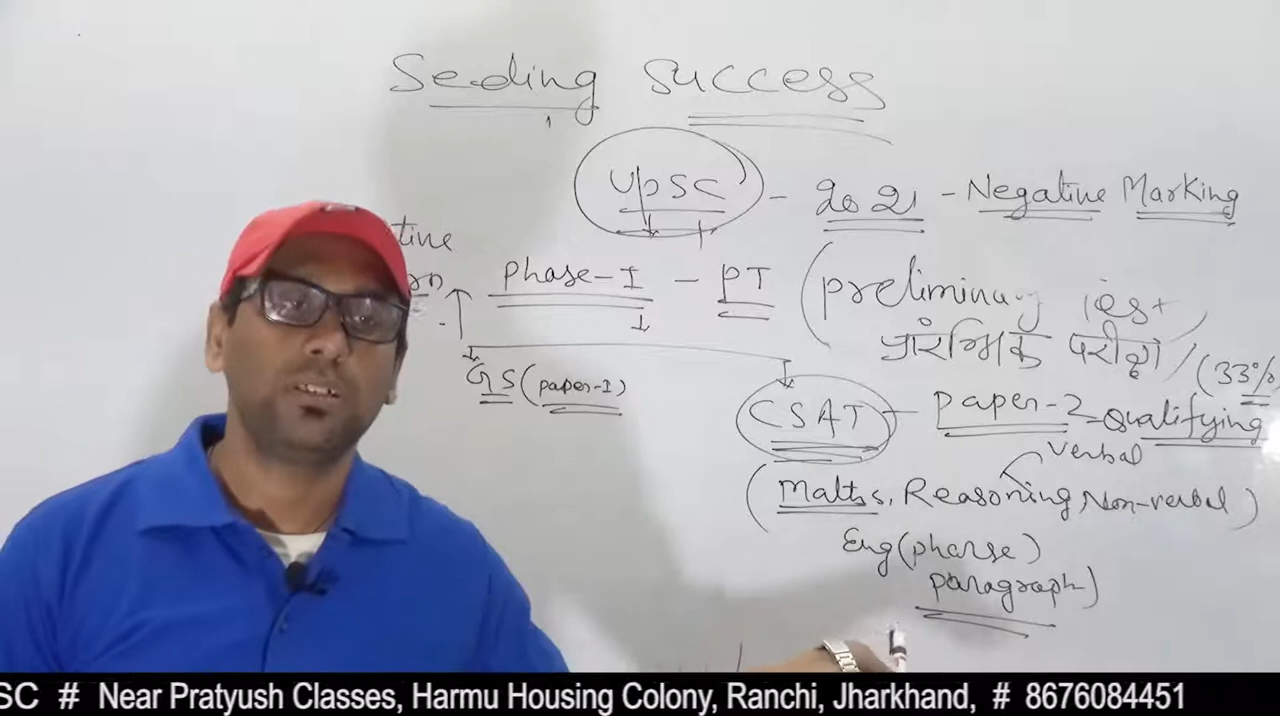 Seeding Success
UPSC - 2021 - Negative Marking
tine
Phase-I - PT (preliminary test
प्रारंभिक परीक्षा)
GS (paper-I)
(33%
CSAT - paper-2 - Qualifying
verbal
(Maths, Reasoning Non-verbal)
Eng (pharse)
paragraph)
SC # Near Pratyush Classes, Harmu Housing Colony, Ranchi, Jharkhand, # 8676084451